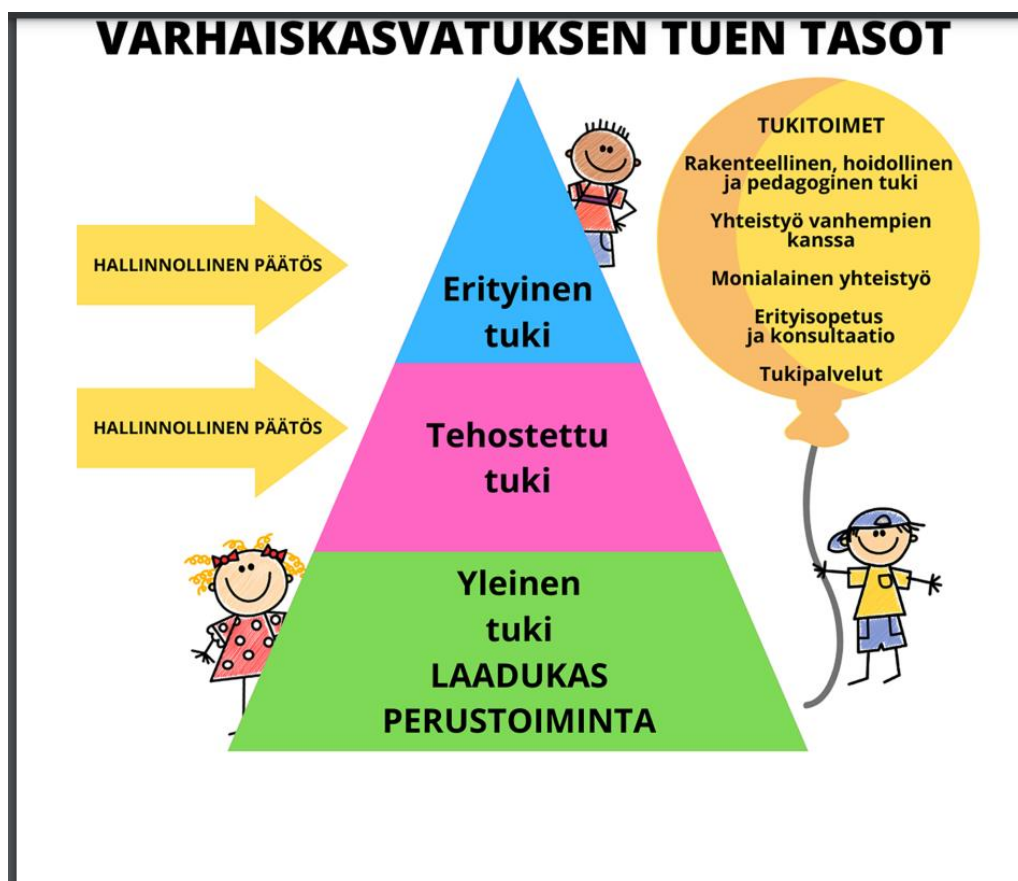 VARHAISKASVATUKSEN TUEN TASOT
HALLINNOLLINEN PÄÄTÖS
HALLINNOLLINEN PÄÄTÖS
Erityinen
tuki
Tehostettu
tuki
Yleinen
tuki
LAADUKAS
PERUSTOIMINTA
TUKITOIMET
Rakenteellinen, hoidollinen
ja pedagoginen tuki
Yhteistyö vanhempien
kanssa
Monialainen yhteistyö
Erityisopetus
ja konsultaatio
Tukipalvelut